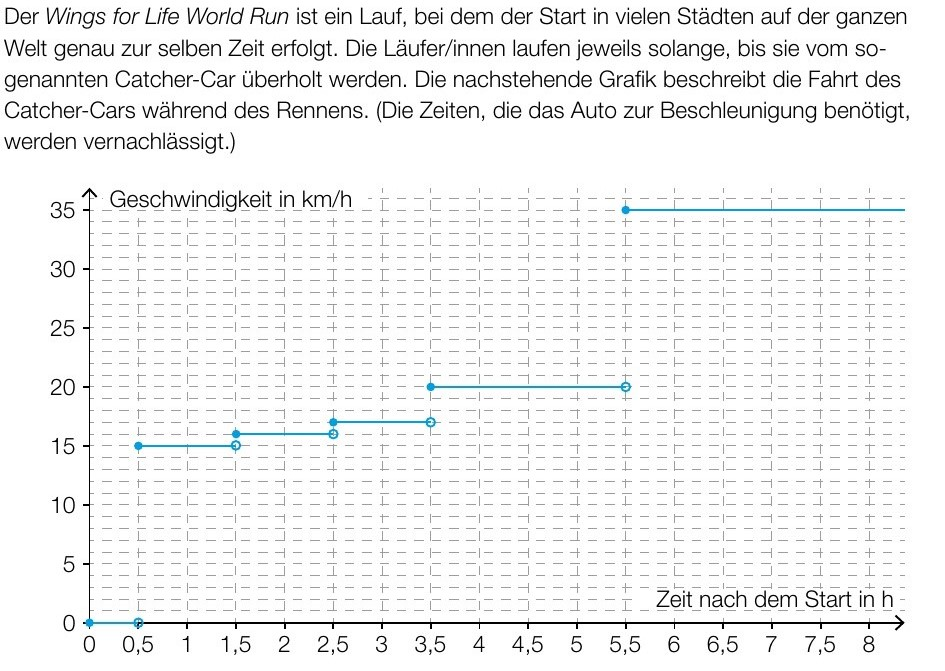 Der Wings for Life World Run ist ein Lauf, bei dem der Start in vielen Städten auf der ganzen
Welt genau zur selben Zeit erfolgt. Die Läufer/innen laufen jeweils solange, bis sie vom so-
genannten Catcher-Car überholt werden. Die nachstehende Grafik beschreibt die Fahrt des
Catcher-Cars während des Rennens. (Die Zeiten, die das Auto zur Beschleunigung benötigt,
werden vernachlässigt.)
Geschwindigkeit in km/h
35
30
25
20
15
10
5
0
Zeit nach dem Start in h
0 0,5 1 1,5 2 2,5 3 3,5 4 4,5 5 5,5 6 6,5 7 7,5 8